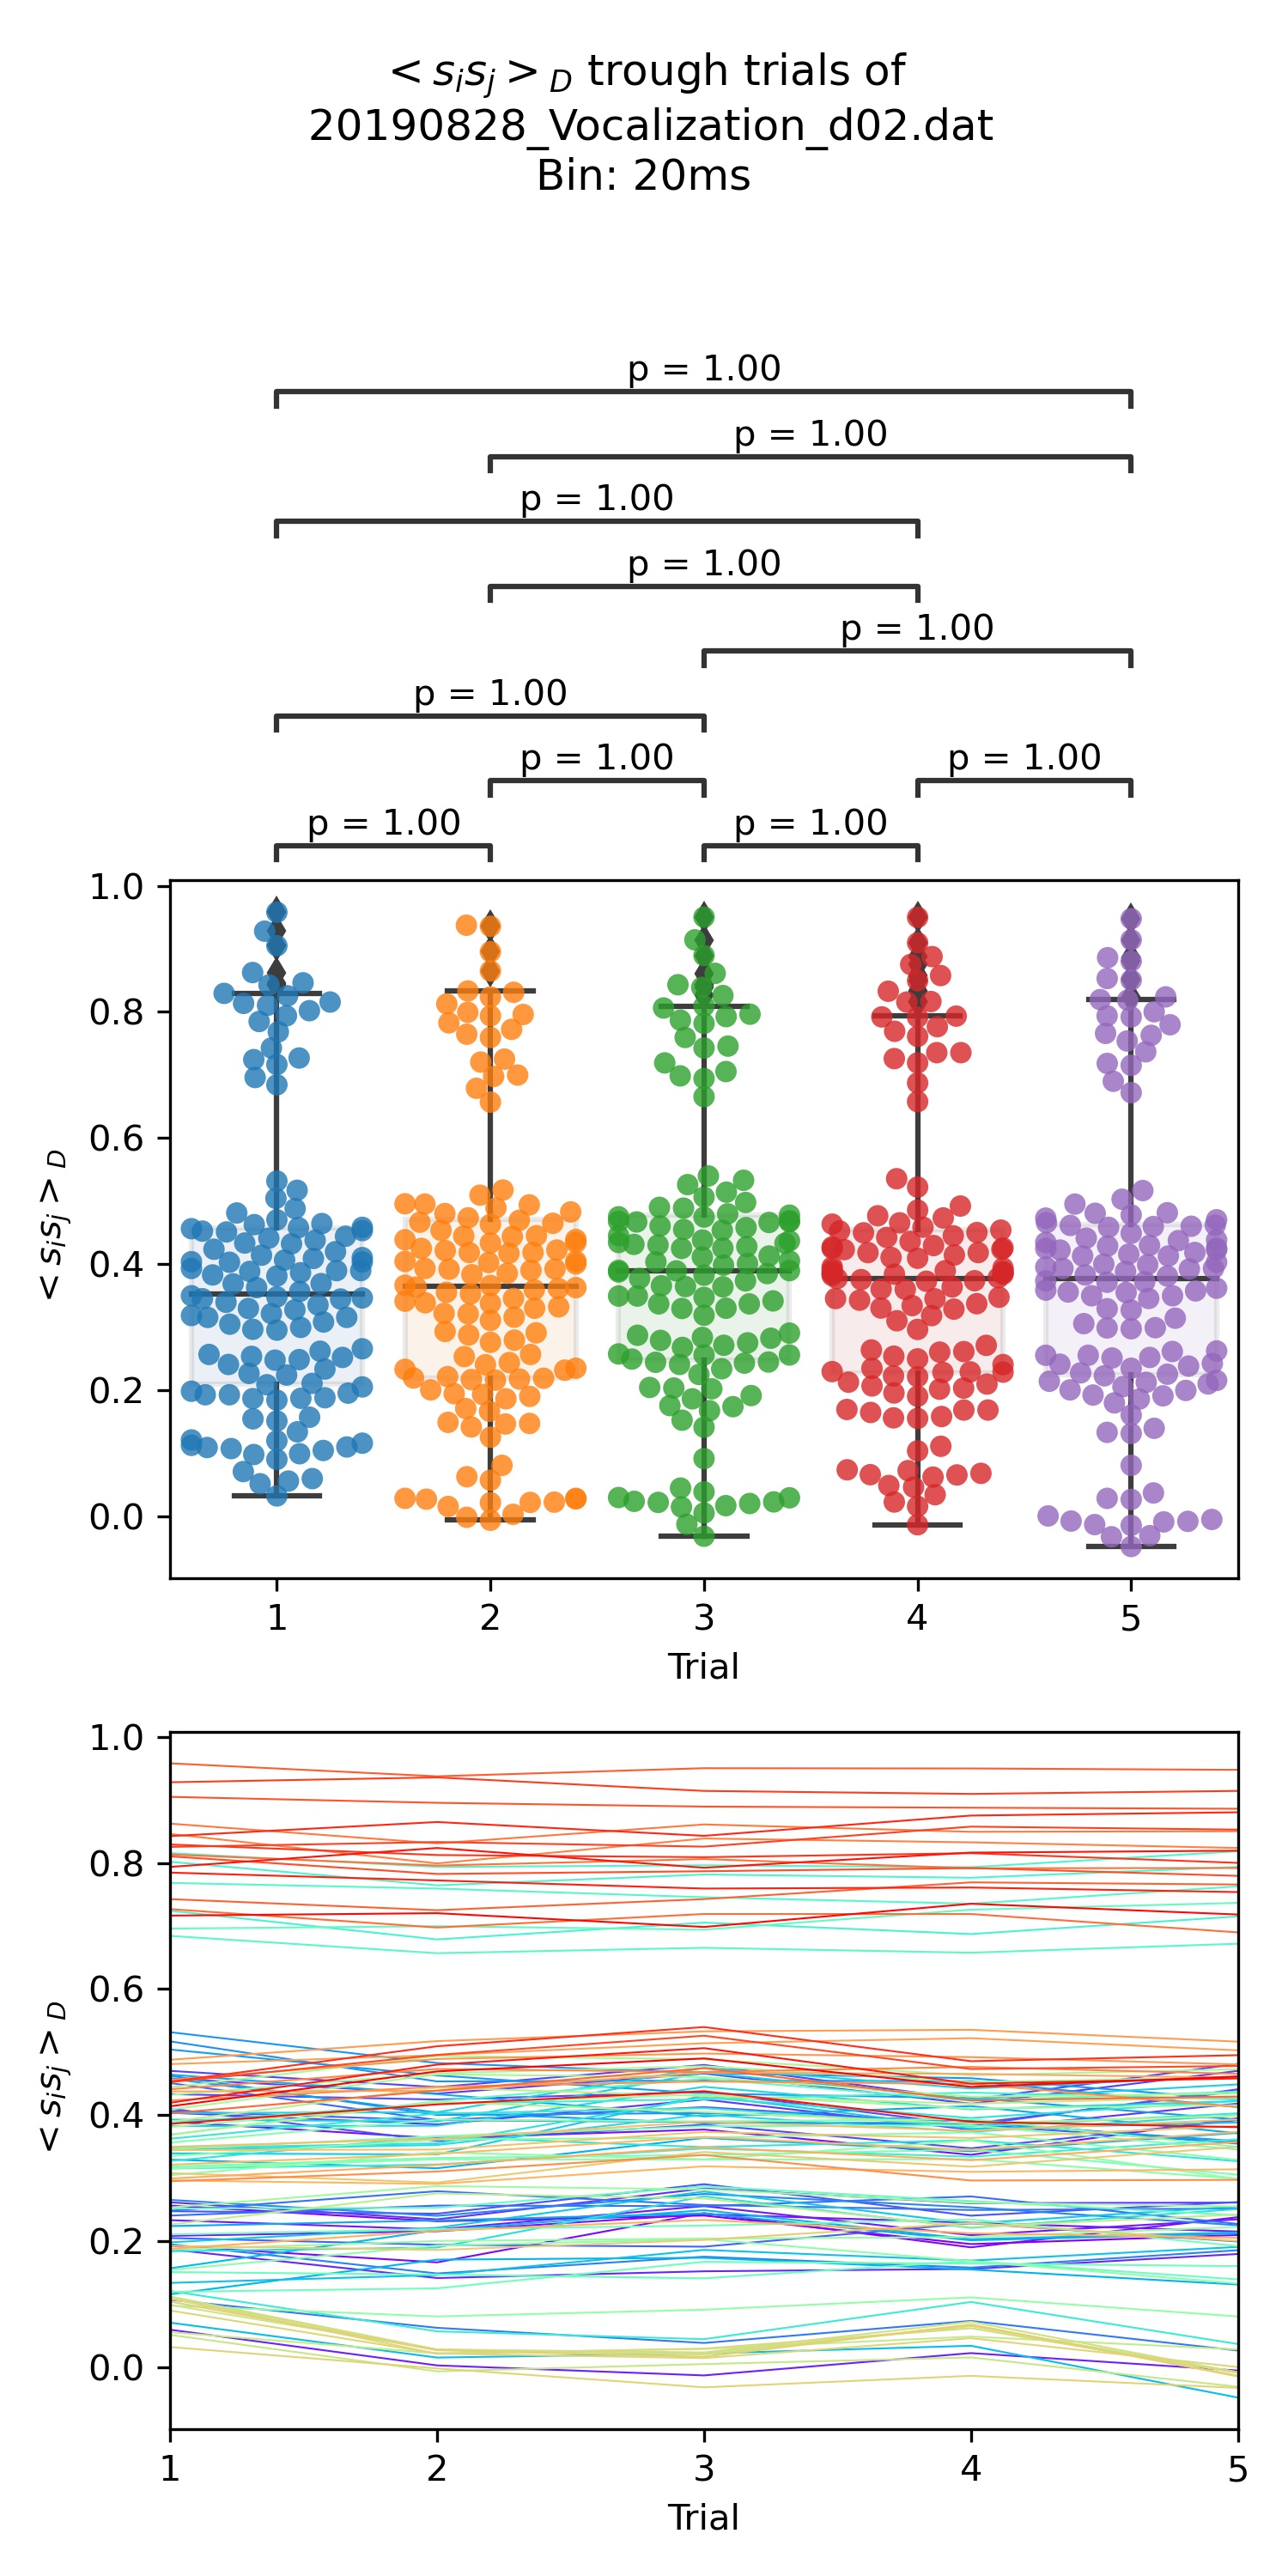 < s_i s_j >_D trough trials of
20190828_Vocalization_d02.dat
Bin: 20ms
p = 1.00
p = 1.00
p = 1.00
p = 1.00
p = 1.00
p = 1.00
p = 1.00 p = 1.00
p = 1.00 p = 1.00
1.0
0.8
0.6
0.4
0.2
0.0
< s_i s_j >_D
1 2 3 4 5
Trial
1.0
0.8
0.6
0.4
0.2
0.0
< s_i s_j >_D
1 2 3 4 5
Trial